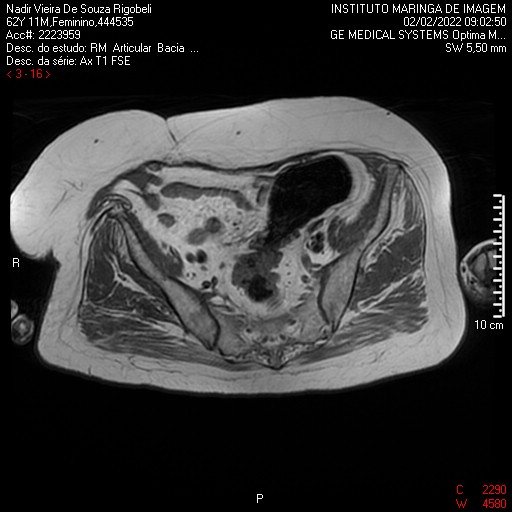 Nadir Vieira De Souza Rigobeli
62Y 11M,Feminino,444535
Acc#: 2223959
Desc. do estudo: RM Articular Bacia ...
Desc. da série: Ax T1 FSE
< 3 - 16 >
INSTITUTO MARINGA DE IMAGEM
02/02/2022 09:02:50
GE MEDICAL SYSTEMS Optima M...
SW 5,50 mm
R
10 cm
P
C 2290
W 4580